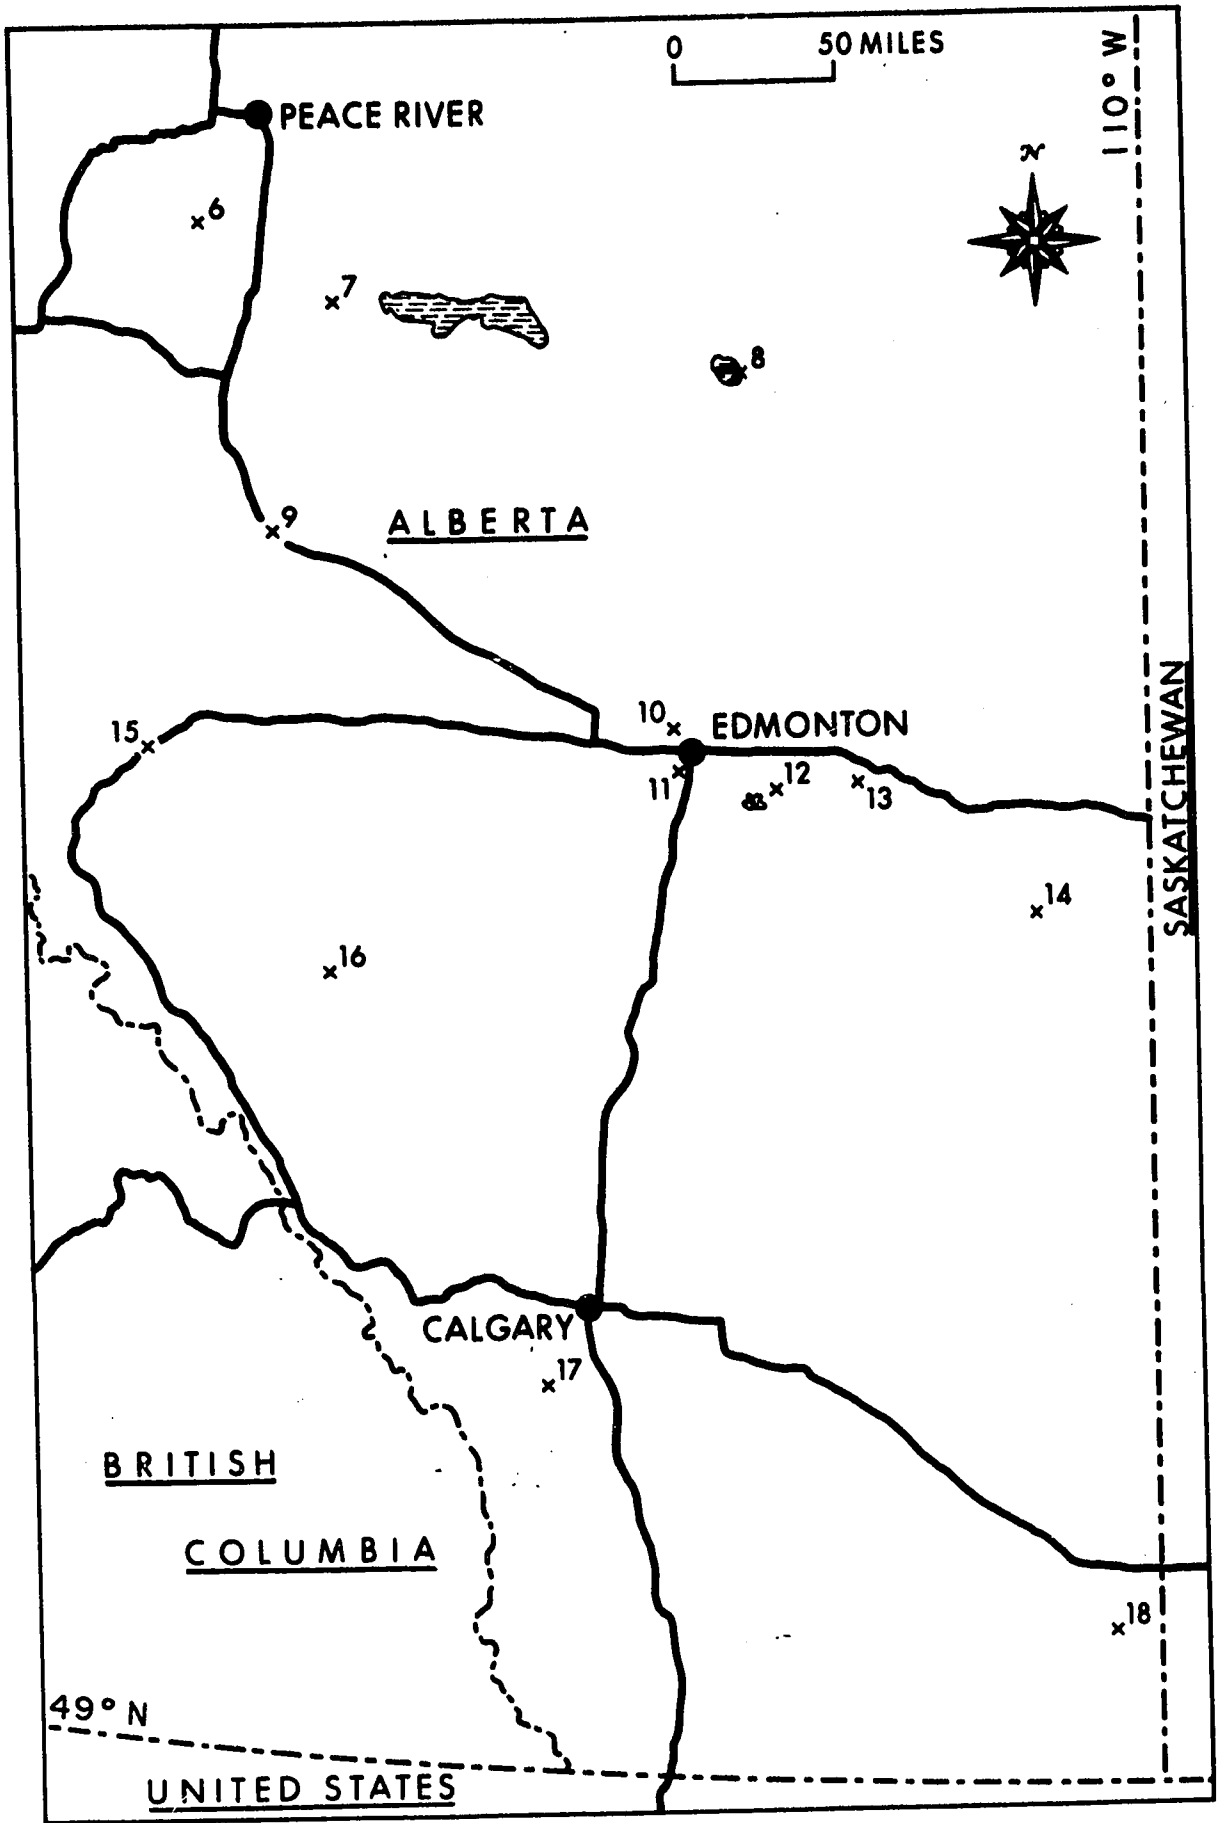 0 50 MILES
110° W
PEACE RIVER
N
6
7
8
9
ALBERTA
SASKATCHEWAN
10
EDMONTON
15
11
12
13
14
16
CALGARY
17
BRITISH
COLUMBIA
18
49° N
UNITED STATES